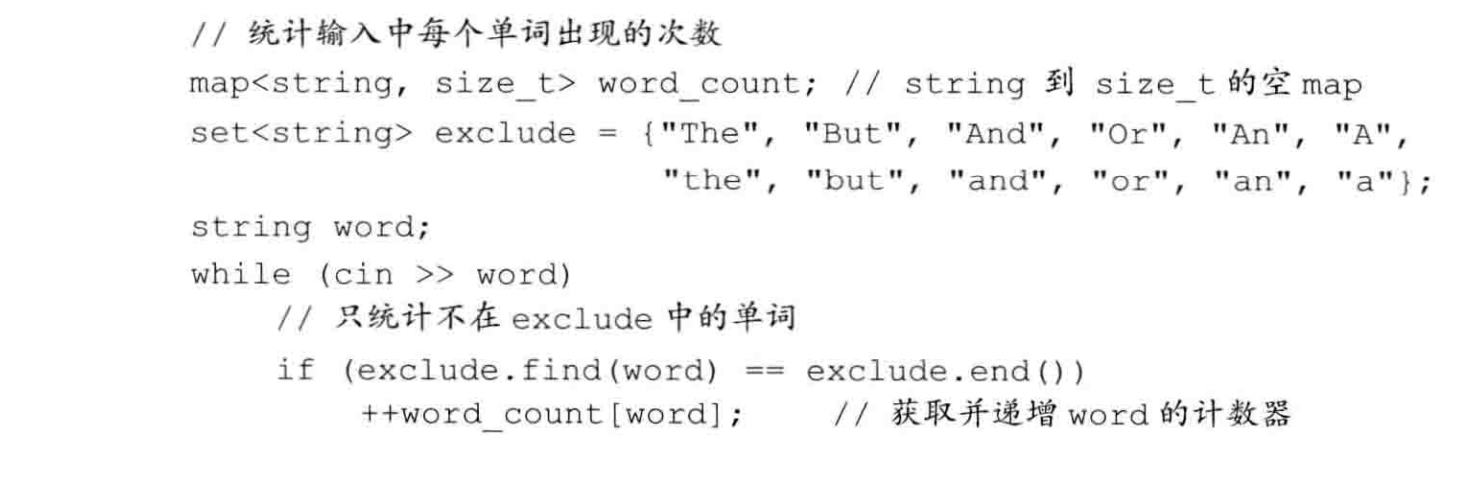 // 统计输入中每个单词出现的次数
map<string, size_t> word_count; // string 到 size_t 的空 map
set<string> exclude = {"The", "But", "And", "Or", "An", "A",
"the", "but", "and", "or", "an", "a"};
string word;
while (cin >> word)
// 只统计不在 exclude 中的单词
if (exclude.find(word) == exclude.end())
++word_count[word]; // 获取并递增 word 的计数器